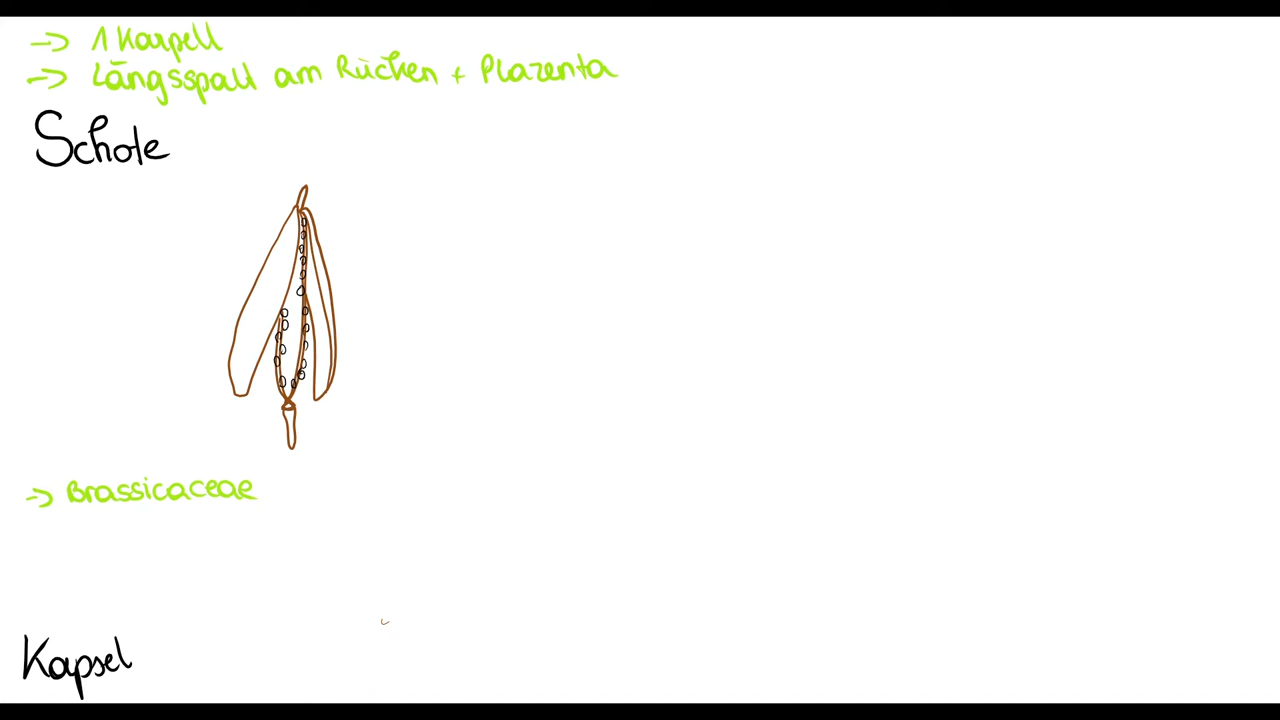 -> 1 Karpell
-> Längsspalt am Rücken + Plazenta
Schote
-> Brassicaceae
Kapsel